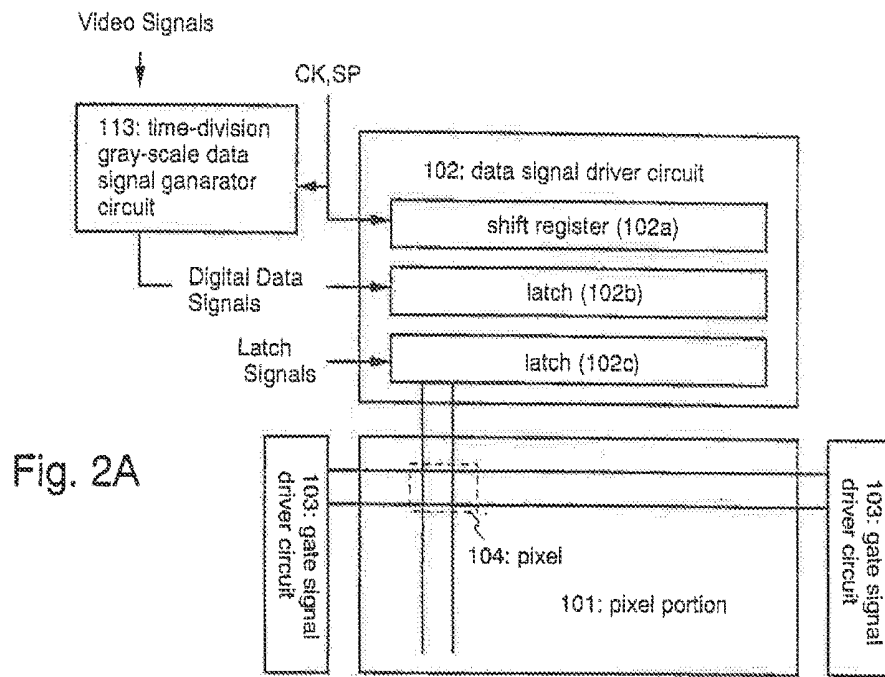 Video Signals
CK,SP
113: time-division
gray-scale data
signal ganarator
circuit
102: data signal driver circuit
shift register (102a)
Digital Data
Signals
latch (102b)
Latch
Signals
latch (102c)
Fig. 2A
103: gate signal
driver circuit
104: pixel
101: pixel portion
103: gate signal
driver circuit